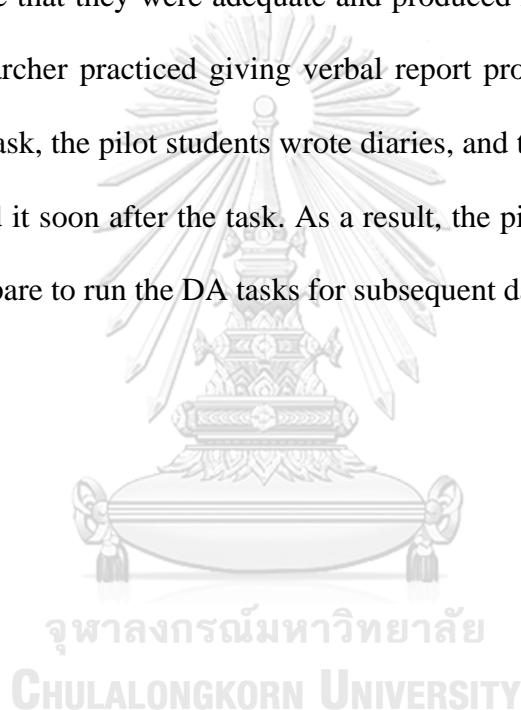 that they were adequate and produced
archer practiced giving verbal report pro
ask, the pilot students wrote diaries, and t
it soon after the task. As a result, the pi
pare to run the DA tasks for subsequent da
จุฬาลงกรณ์มหาวิทยาลัย
CHULALONGKORN UNIVERSITY